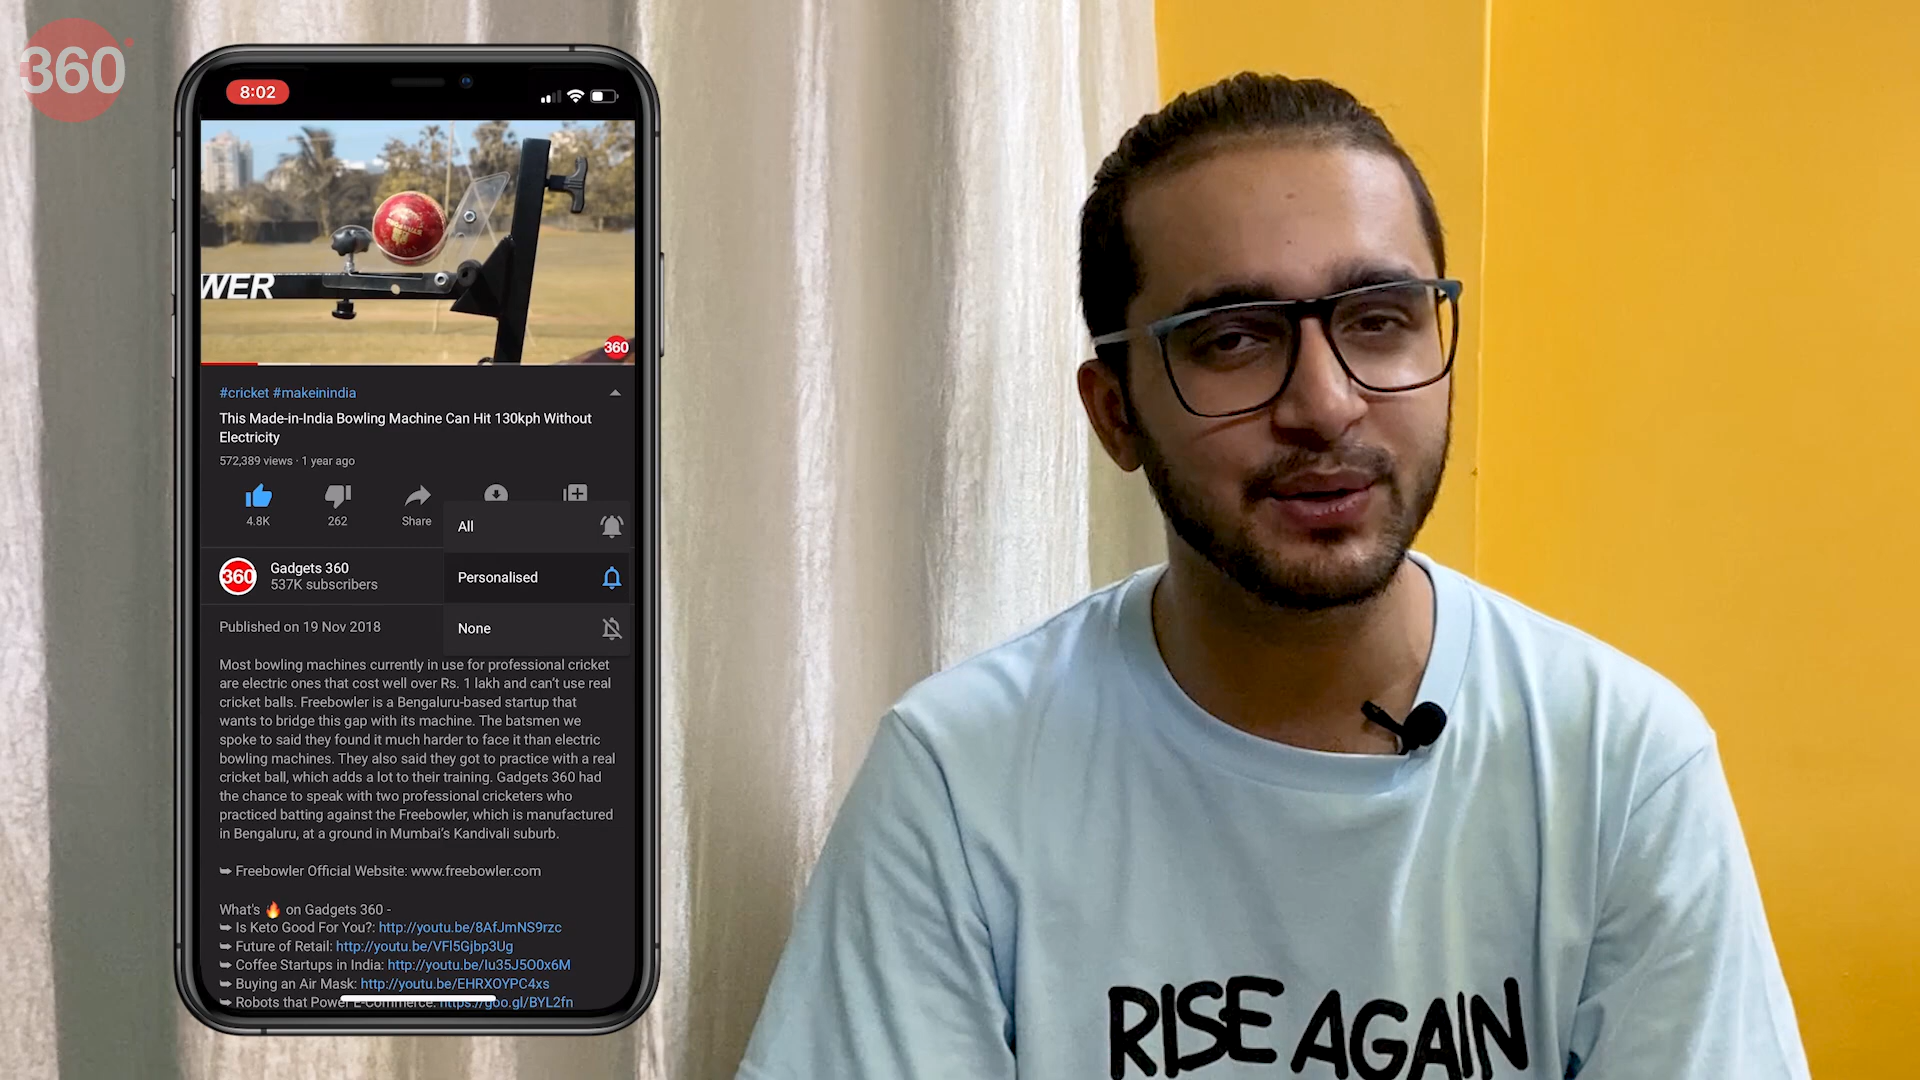 360
8:02
WER
360
#cricket #makeinindia
This Made-in-India Bowling Machine Can Hit 130kph Without
Electricity
572,389 views · 1 year ago
4.8K
262
Share
All
360
Gadgets 360
537K subscribers
Personalised
Published on 19 Nov 2018
None
Most bowling machines currently in use for professional cricket
are electric ones that cost well over Rs. 1 lakh and can't use real
cricket balls. Freebowler is a Bengaluru-based startup that
wants to bridge this gap with its machine. The batsmen we
spoke to said they found it much harder to face it than electric
bowling machines. They also said they got to practice with a real
cricket ball, which adds a lot to their training. Gadgets 360 had
the chance to speak with two professional cricketers who
practiced batting against the Freebowler, which is manufactured
in Bengaluru, at a ground in Mumbai's Kandivali suburb.
➥ Freebowler Official Website: www.freebowler.com
What's 🔥 on Gadgets 360 -
➥ Is Keto Good For You?: http://youtu.be/8AfJmNS9rzc
➥ Future of Retail: http://youtu.be/VFl5Gjbp3Ug
➥ Coffee Startups in India: http://youtu.be/Iu35J5O0x6M
➥ Buying an Air Mask: http://youtu.be/EHRXOYPC4xs
➥ Robots that Power E-Commerce: https://goo.gl/BYL2fn
RISE AGAIN